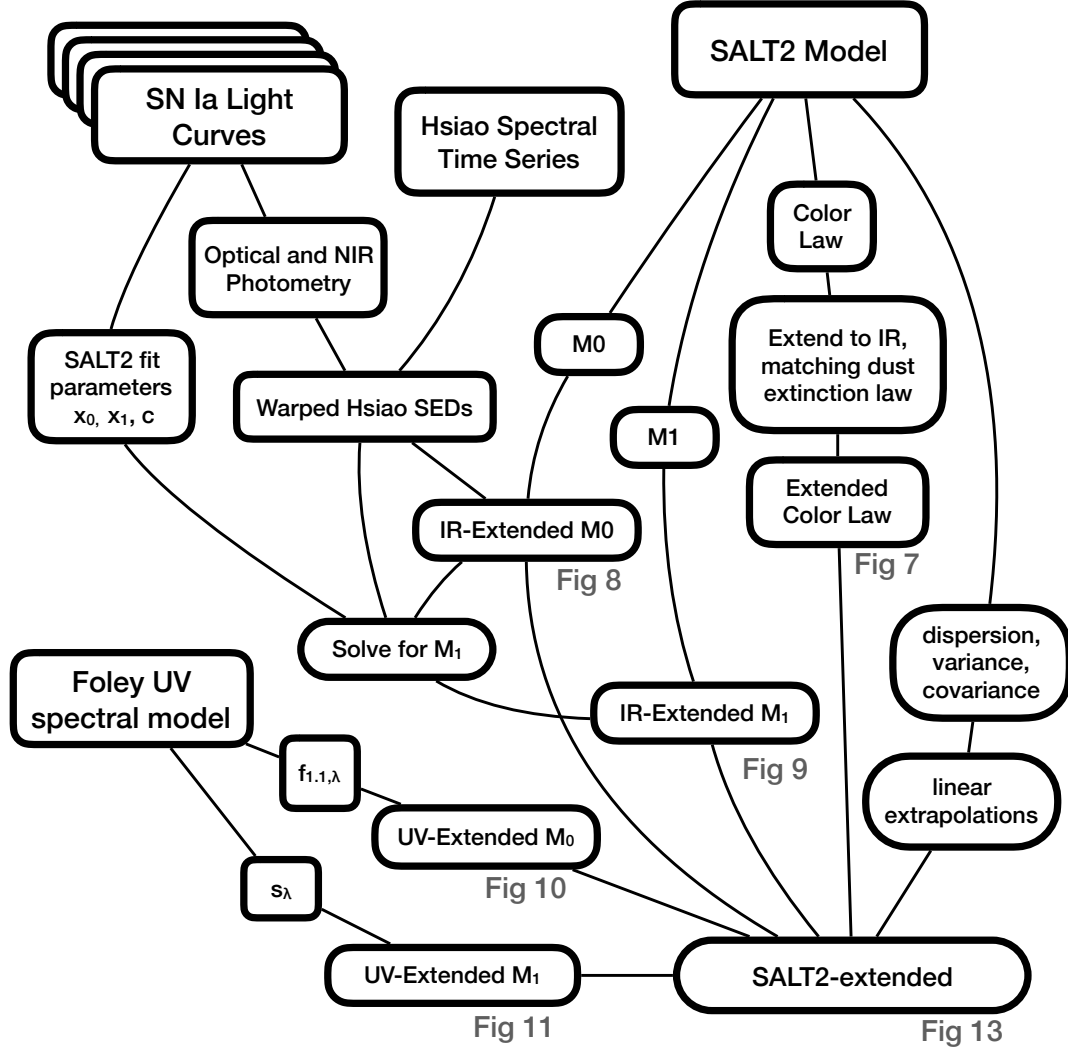 SN Ia Light
Curves
Hsiao Spectral
Time Series
SALT2 Model
Color
Law
Optical and NIR
Photometry
SALT2 fit
parameters
x₀, x₁, c
Warped Hsiao SEDs
M0
M1
Extend to IR,
matching dust
extinction law
Extended
Color Law
Fig 7
IR-Extended M0
Fig 8
Solve for M₁
IR-Extended M₁
Fig 9
dispersion,
variance,
covariance
linear
extrapolations
Foley UV
spectral model
f₁.₁,λ
UV-Extended M₀
Fig 10
sλ
UV-Extended M₁
Fig 11
SALT2-extended
Fig 13